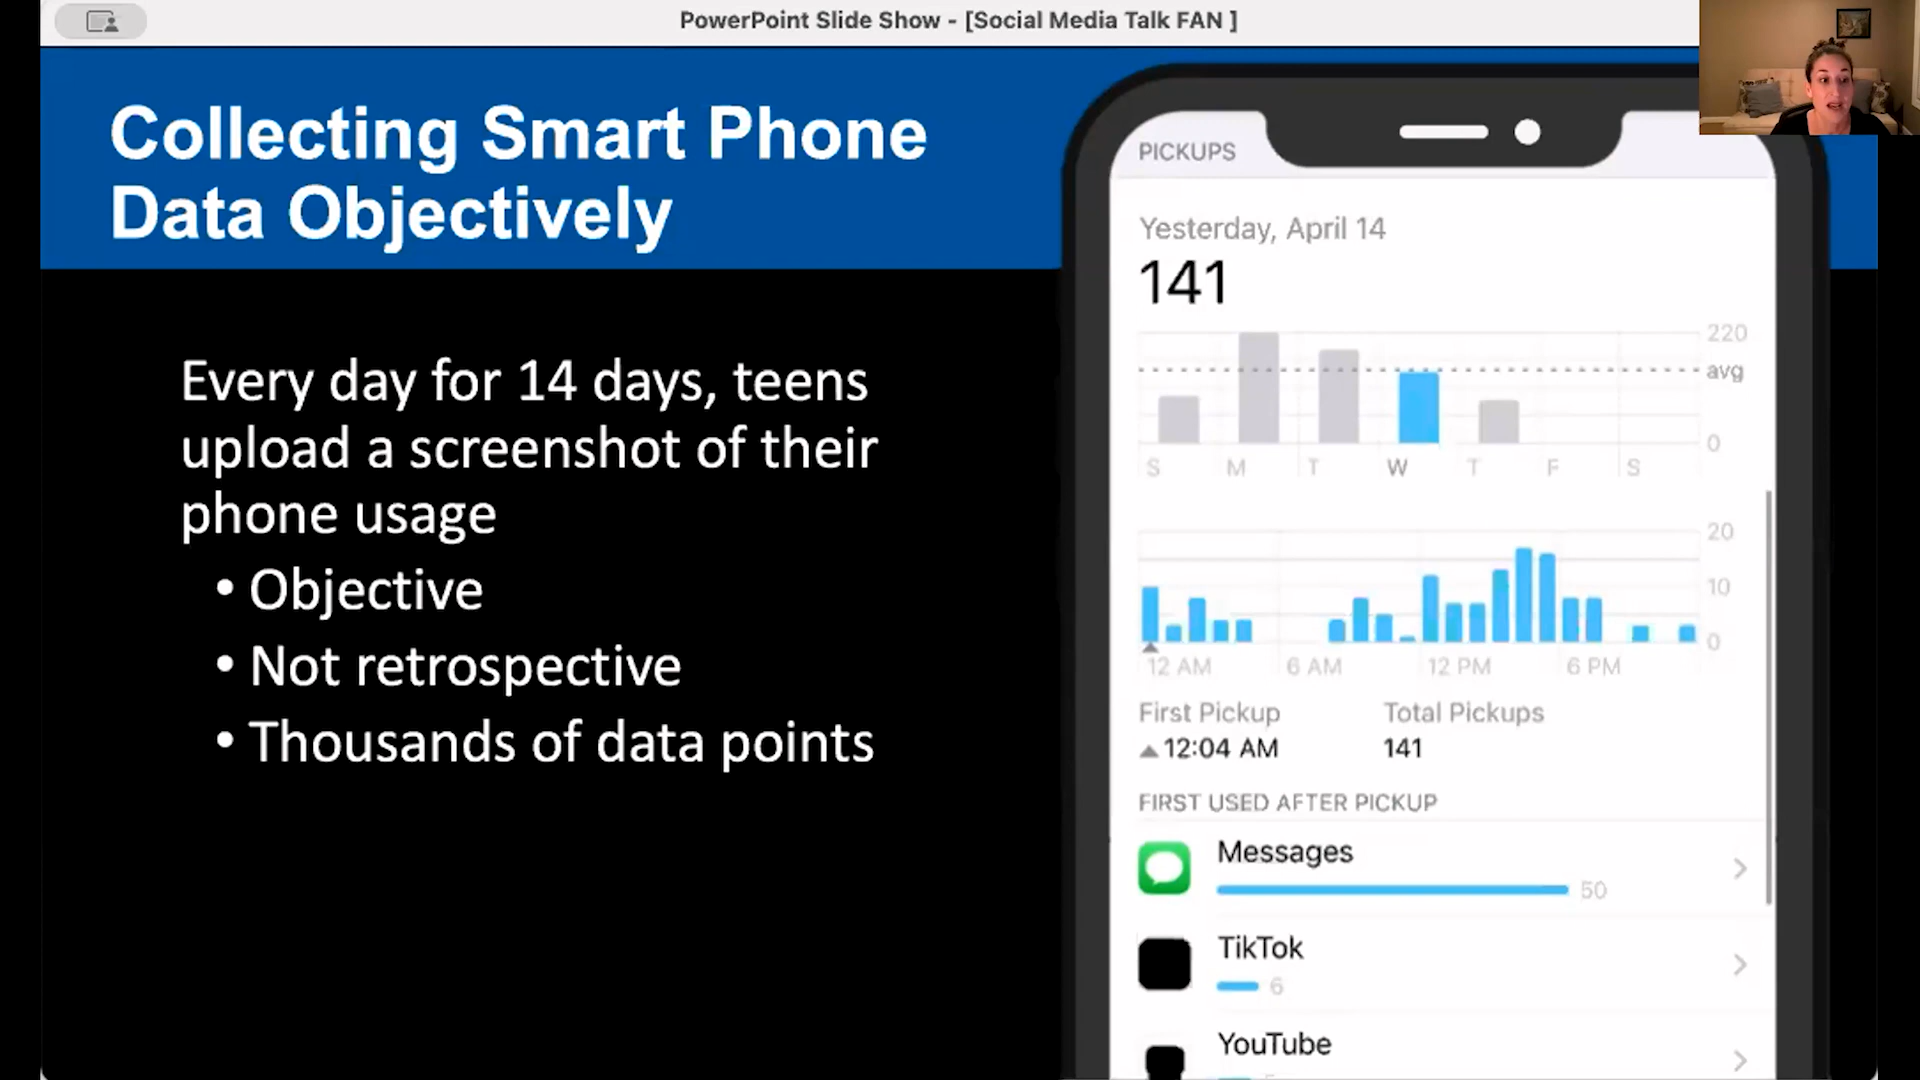 PowerPoint Slide Show - [Social Media Talk FAN ]
Collecting Smart Phone
Data Objectively
Every day for 14 days, teens
upload a screenshot of their
phone usage
• Objective
• Not retrospective
• Thousands of data points
PICKUPS
Yesterday, April 14
141
220
avg
0
S M T W T F S
20
10
0
12 AM 6 AM 12 PM 6 PM
First Pickup Total Pickups
12:04 AM 141
FIRST USED AFTER PICKUP
Messages
50
TikTok
6
YouTube